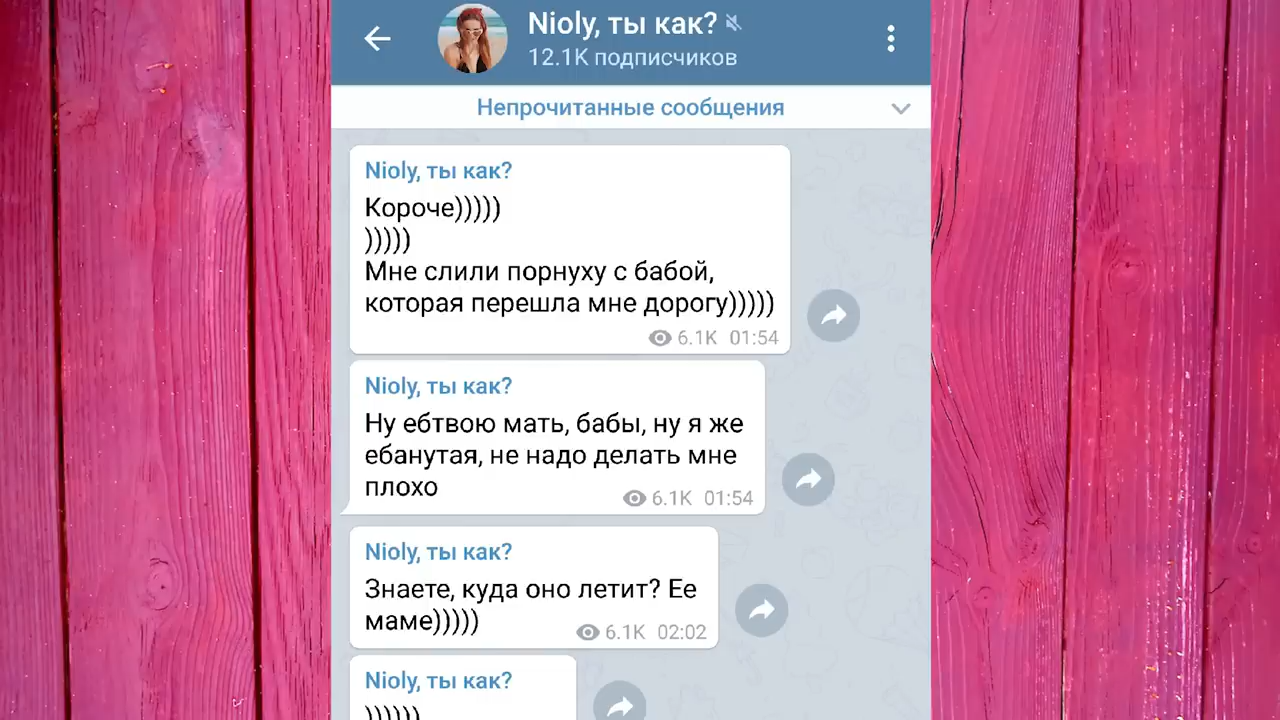 Nioly, ты как?
12.1K подписчиков
Непрочитанные сообщения
Nioly, ты как?
Короче)))))
)))))
Мне слили порнуху с бабой,
которая перешла мне дорогу)))))
6.1K 01:54
Nioly, ты как?
Ну ебтвою мать, бабы, ну я же
ебанутая, не надо делать мне
плохо
6.1K 01:54
Nioly, ты как?
Знаете, куда оно летит? Ее
маме)))))
6.1K 02:02
Nioly, ты как?
))))))